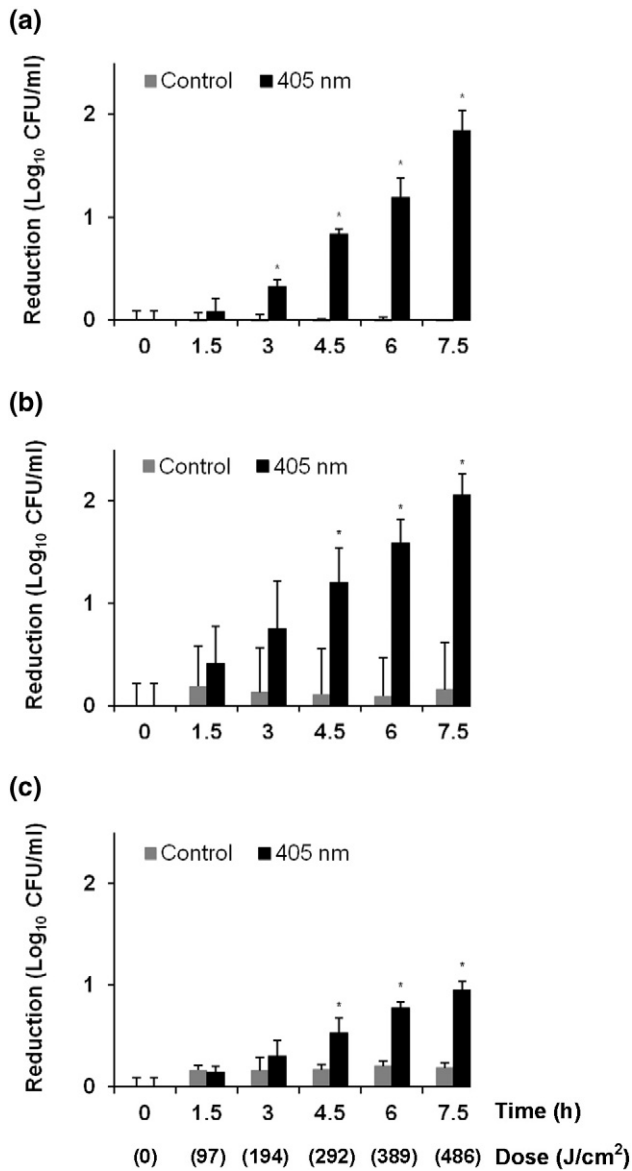 (a)
Control 405 nm
Reduction (Log₁₀ CFU/ml)
2
1
0
* * * * *
0 1.5 3 4.5 6 7.5
(b)
Control 405 nm
Reduction (Log₁₀ CFU/ml)
2
1
0
* * *
0 1.5 3 4.5 6 7.5
(c)
Control 405 nm
Reduction (Log₁₀ CFU/ml)
2
1
0
* * *
0 1.5 3 4.5 6 7.5 Time (h)
(0) (97) (194) (292) (389) (486) Dose (J/cm²)